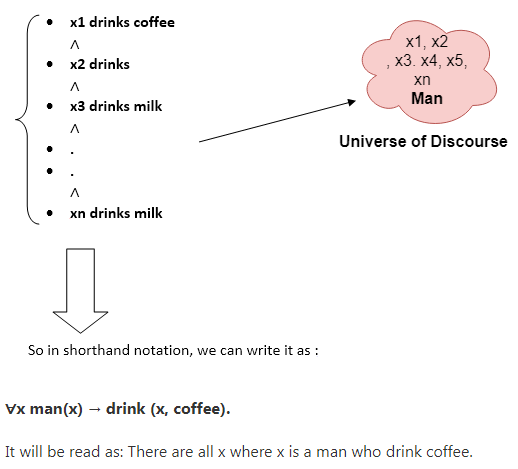 • x1 drinks coffee
∧
• x2 drinks
∧
• x3 drinks milk
∧
• .
• .
∧
• xn drinks milk
x1, x2
, x3. x4, x5,
xn
Man
Universe of Discourse
So in shorthand notation, we can write it as :
∀x man(x) → drink (x, coffee).
It will be read as: There are all x where x is a man who drink coffee.